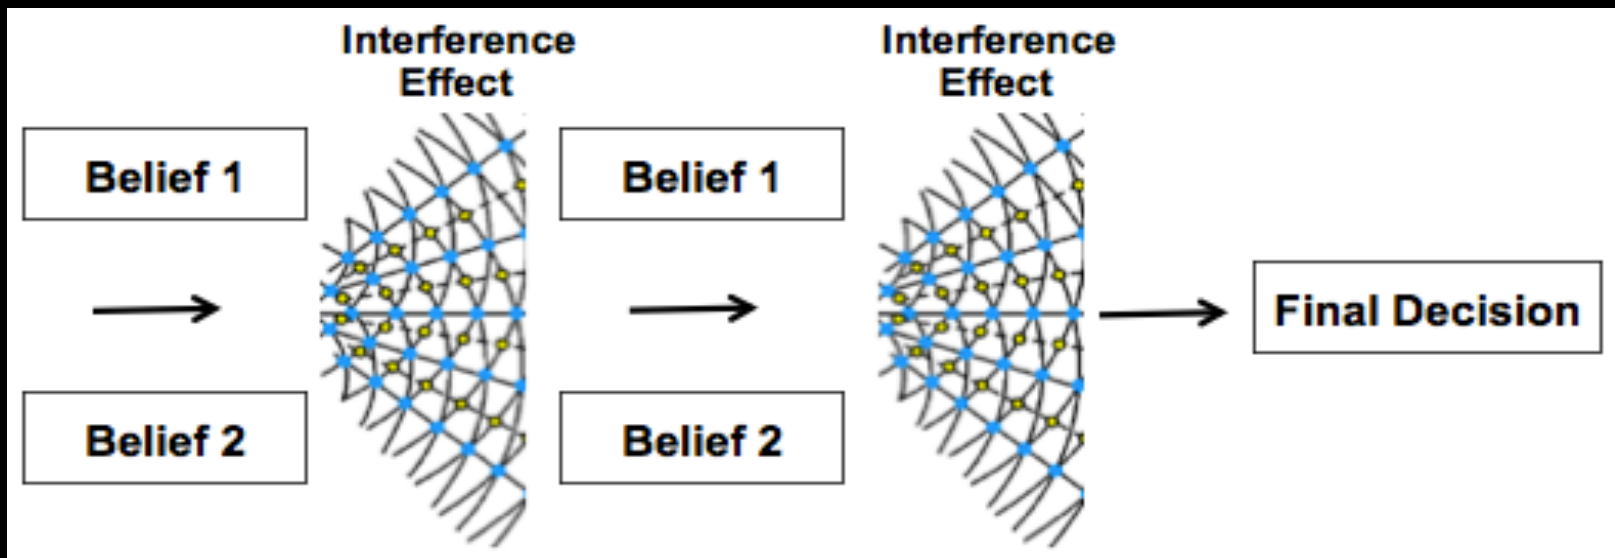 Interference
Effect
Interference
Effect
Belief 1
Belief 1
Final Decision
Belief 2
Belief 2